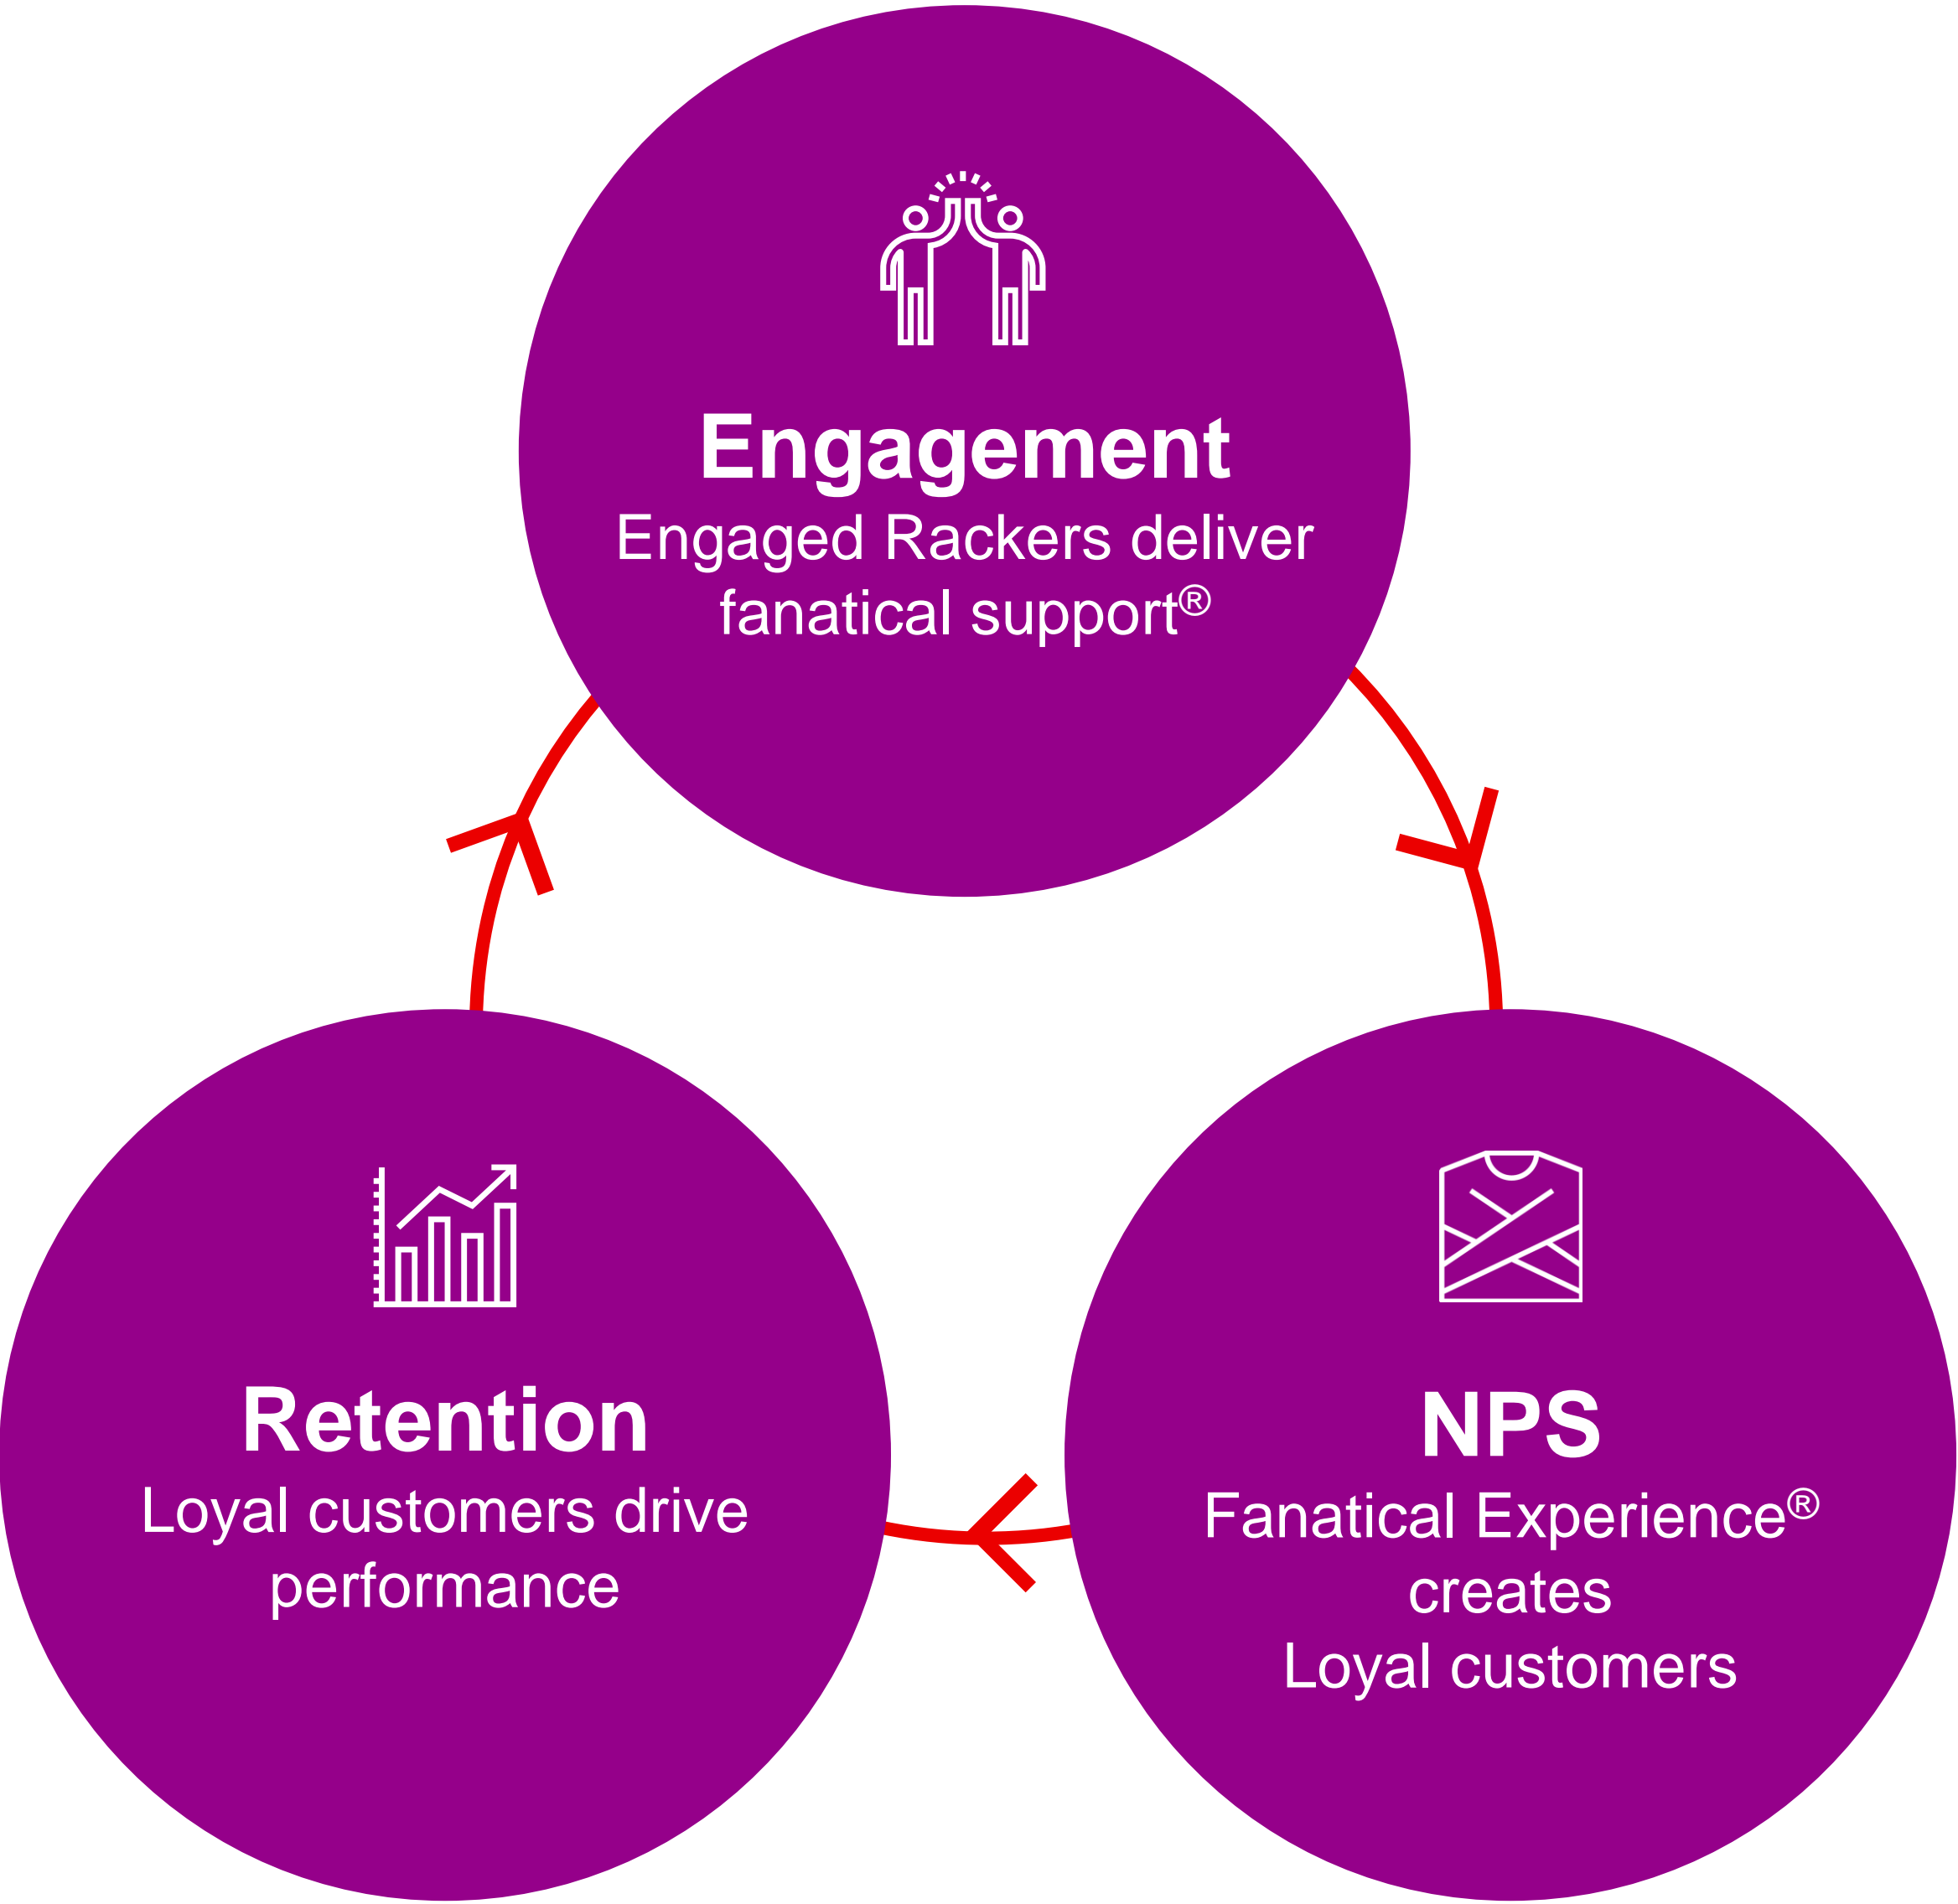 Engagement
Engaged Rackers deliver
fanatical support®
Retention
Loyal customers drive
performance
NPS
Fanatical Experience®
creates
Loyal customers